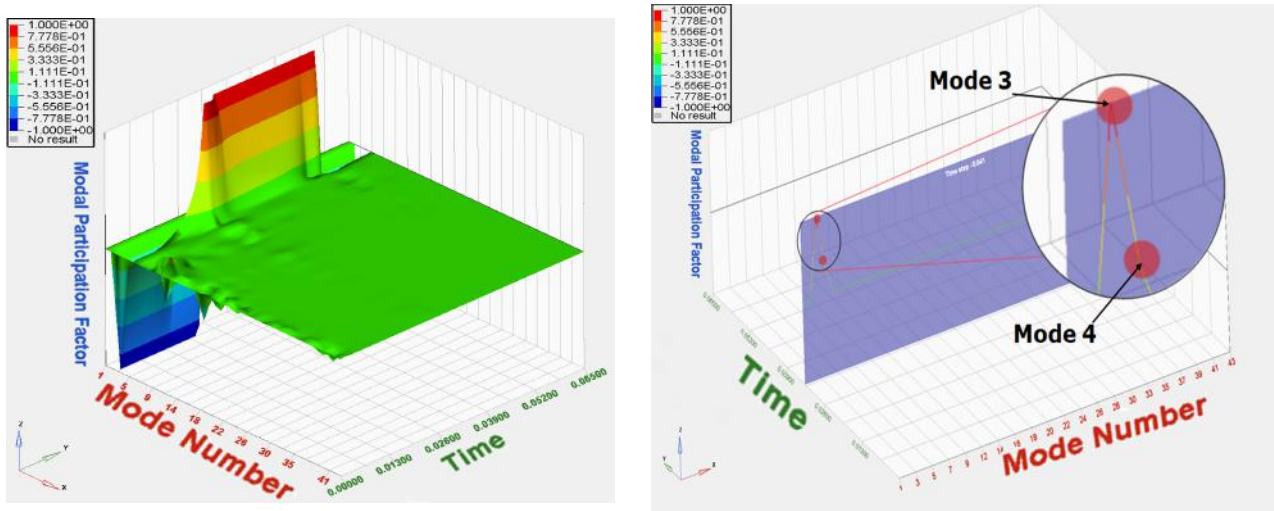 1.000E+00
7.778E-01
5.556E-01
3.333E-01
1.111E-01
-1.111E-01
-3.333E-01
-5.556E-01
-7.778E-01
-1.000E+00
No result
Modal Participation Factor
1 5 9 14 18 22 26 30 35 41
Mode Number
0.00000 0.01300 0.02600 0.03900 0.05200 0.06500
Time
Z
Y
X
1.000E+00
7.778E-01
5.556E-01
3.333E-01
1.111E-01
-1.111E-01
-3.333E-01
-5.556E-01
-7.778E-01
-1.000E+00
No result
Modal Participation Factor
Mode 3
Mode 4
Time
1 3 5 7 9 12 14 16 18 20 22 24 26 28 30 33 35 37 39 41 43
Mode Number
Z
Y
X